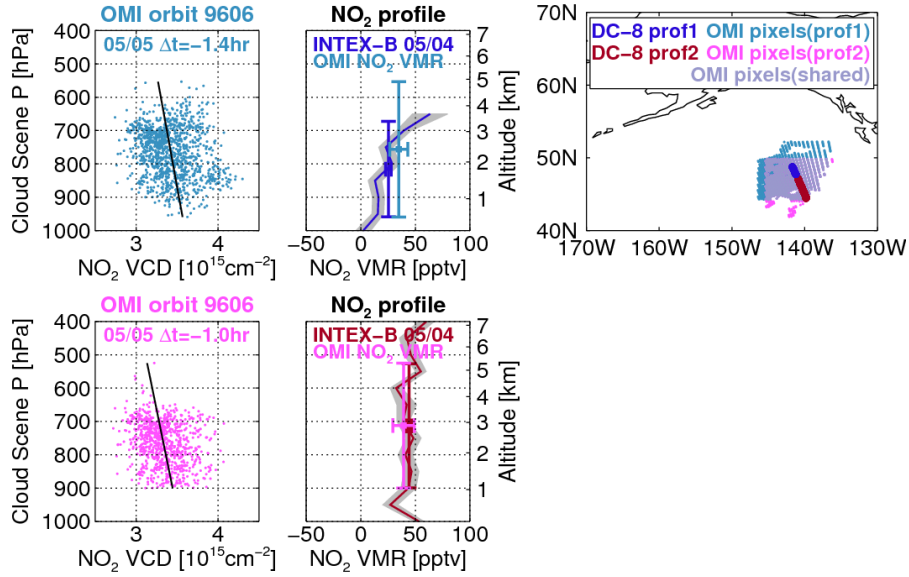 OMI orbit 9606
05/05 Δt=−1.4hr
Cloud Scene P [hPa]
400
500
600
700
800
900
1000
3
4
NO₂ VCD [10¹⁵cm⁻²]
NO₂ profile
INTEX−B 05/04
OMI NO₂ VMR
7
6
5
4
3
2
1
Altitude [km]
−50
0
50
100
NO₂ VMR [pptv]
70N
60N
50N
40N
DC−8 prof1 OMI pixels(prof1)
DC−8 prof2 OMI pixels(prof2)
OMI pixels(shared)
170W
160W
150W
140W
130W
OMI orbit 9606
05/05 Δt=−1.0hr
Cloud Scene P [hPa]
400
500
600
700
800
900
1000
3
4
NO₂ VCD [10¹⁵cm⁻²]
NO₂ profile
INTEX−B 05/04
OMI NO₂ VMR
7
6
5
4
3
2
1
Altitude [km]
−50
0
50
100
NO₂ VMR [pptv]